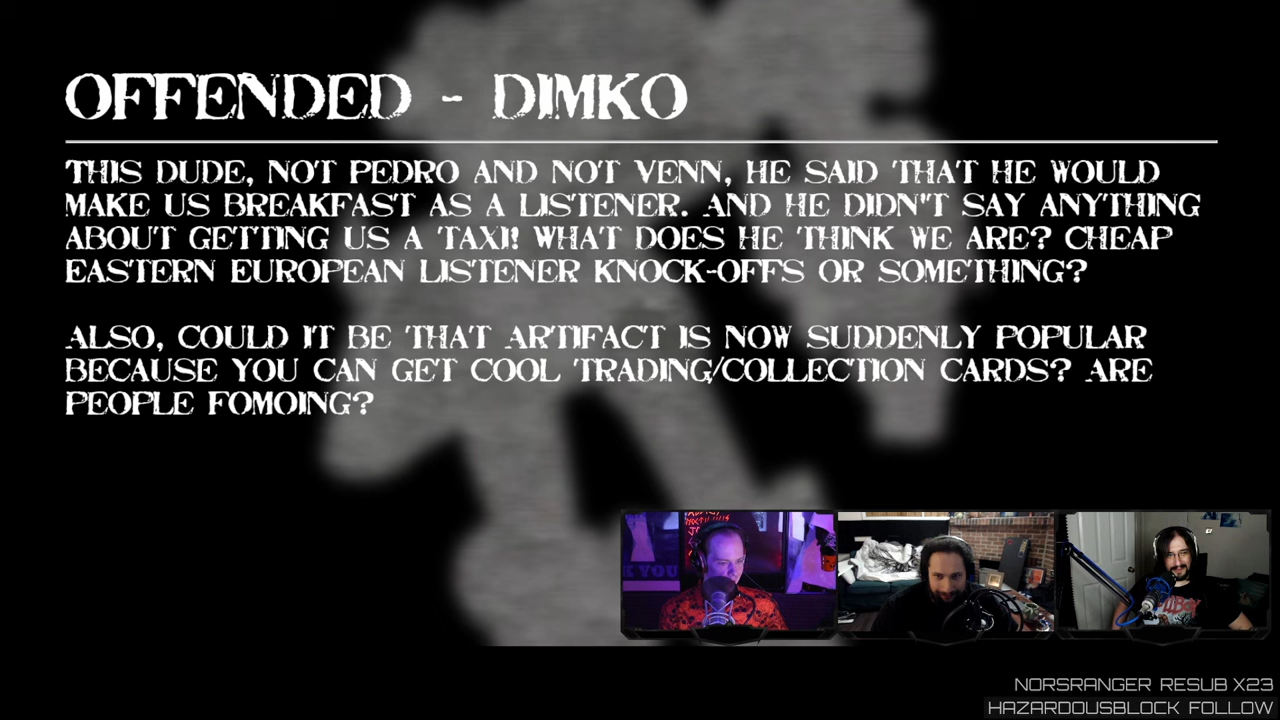 OFFENDED - DIMKO
THIS DUDE, NOT PEDRO AND NOT VENN, HE SAID THAT HE WOULD
MAKE US BREAKFAST AS A LISTENER. AND HE DIDN'T SAY ANYTHING
ABOUT GETTING US A TAXI! WHAT DOES HE THINK WE ARE? CHEAP
EASTERN EUROPEAN LISTENER KNOCK-OFFS OR SOMETHING?
ALSO, COULD IT BE THAT ARTIFACT IS NOW SUDDENLY POPULAR
BECAUSE YOU CAN GET COOL TRADING/COLLECTION CARDS? ARE
PEOPLE FOMOING?
YOU
NORSRANGER RESUB X23
HAZARDOUSBLOCK FOLLOW